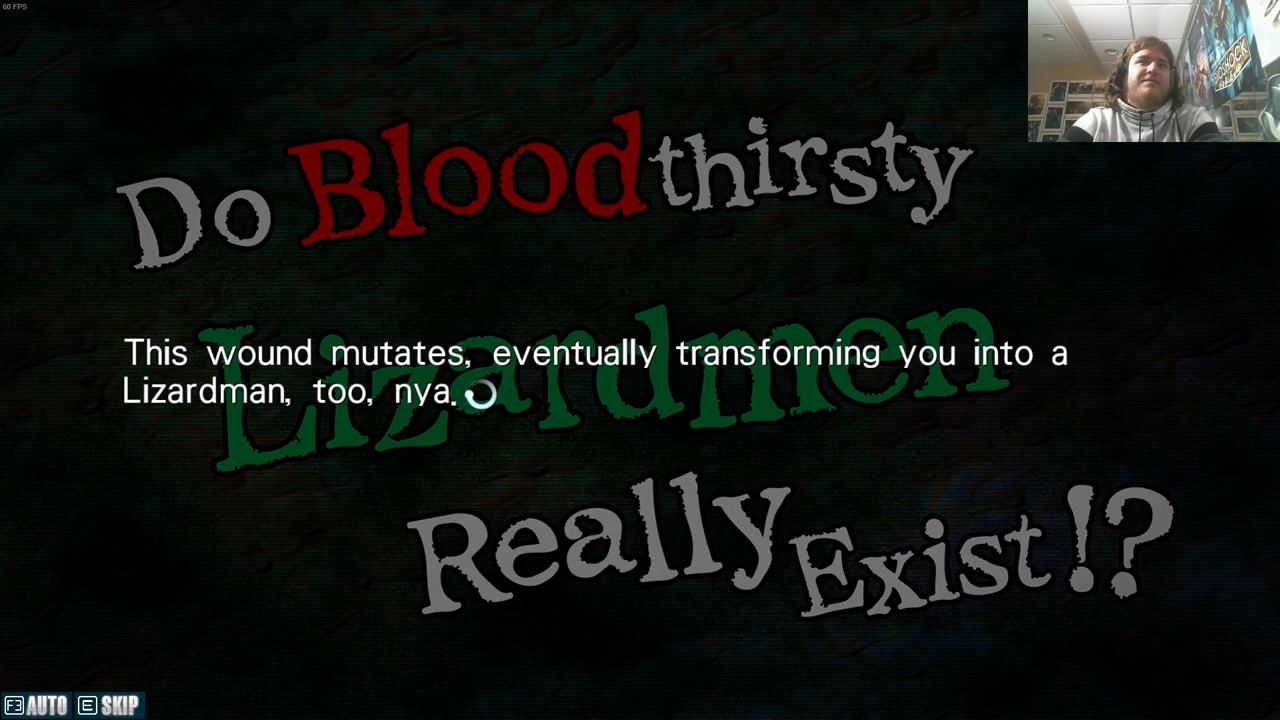 60 FPS
BIOSHOCK
Do Bloodthirsty
Lizardmen
This wound mutates, eventually transforming you into a
Lizardman, too, nya.
Really Exist!?
F3 AUTO E SKIP